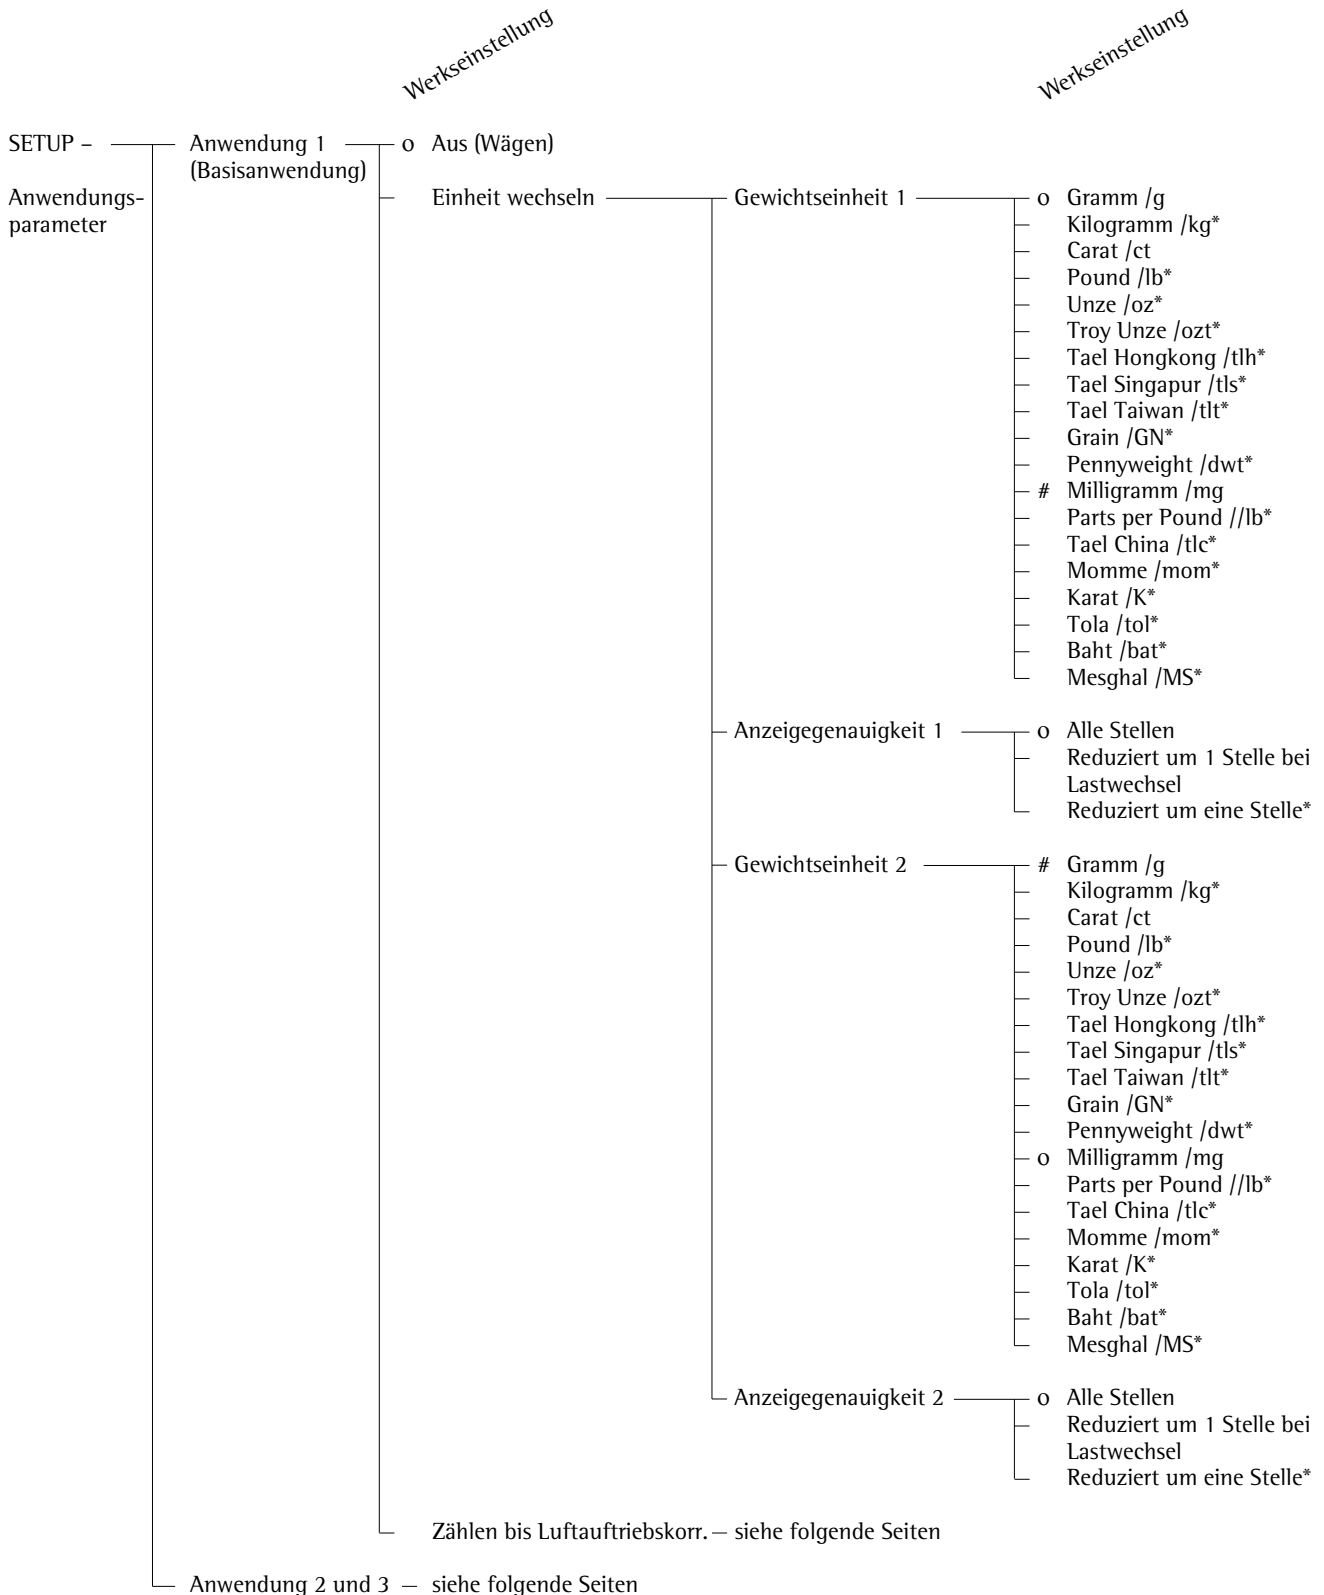 Werkseinstellung
Werkseinstellung
SETUP – Anwendung 1 o Aus (Wägen)
(Basisanwendung)
Anwendungs- Einheit wechseln Gewichtseinheit 1 o Gramm /g
parameter Kilogramm /kg*
Carat /ct
Pound /lb*
Unze /oz*
Troy Unze /ozt*
Tael Hongkong /tlh*
Tael Singapur /tls*
Tael Taiwan /tlt*
Grain /GN*
Pennyweight /dwt*
# Milligramm /mg
Parts per Pound //lb*
Tael China /tlc*
Momme /mom*
Karat /K*
Tola /tol*
Baht /bat*
Mesghal /MS*
Anzeigegenauigkeit 1 o Alle Stellen
Reduziert um 1 Stelle bei
Lastwechsel
Reduziert um eine Stelle*
Gewichtseinheit 2 # Gramm /g
Kilogramm /kg*
Carat /ct
Pound /lb*
Unze /oz*
Troy Unze /ozt*
Tael Hongkong /tlh*
Tael Singapur /tls*
Tael Taiwan /tlt*
Grain /GN*
Pennyweight /dwt*
o Milligramm /mg
Parts per Pound //lb*
Tael China /tlc*
Momme /mom*
Karat /K*
Tola /tol*
Baht /bat*
Mesghal /MS*
Anzeigegenauigkeit 2 o Alle Stellen
Reduziert um 1 Stelle bei
Lastwechsel
Reduziert um eine Stelle*
Zählen bis Luftauftriebskorr. – siehe folgende Seiten
Anwendung 2 und 3 – siehe folgende Seiten